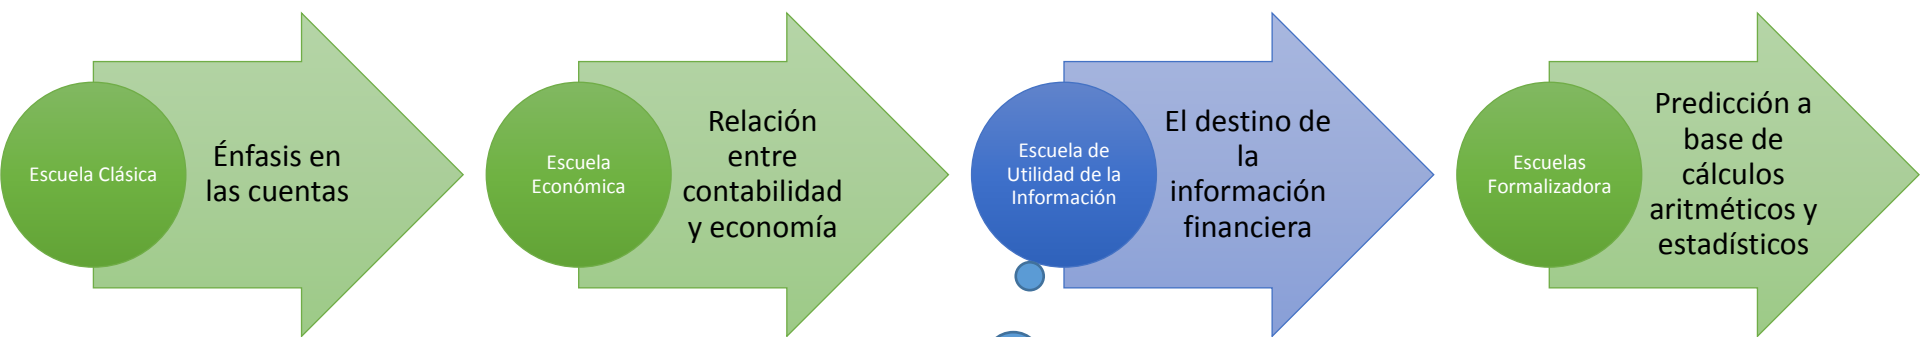 Escuela Clásica
Énfasis en
las cuentas
Escuela
Económica
Relación
entre
contabilidad
y economía
Escuela de
Utilidad de la
Información
El destino de
la
información
financiera
Escuelas
Formalizadora
Predicción a
base de
cálculos
aritméticos y
estadísticos